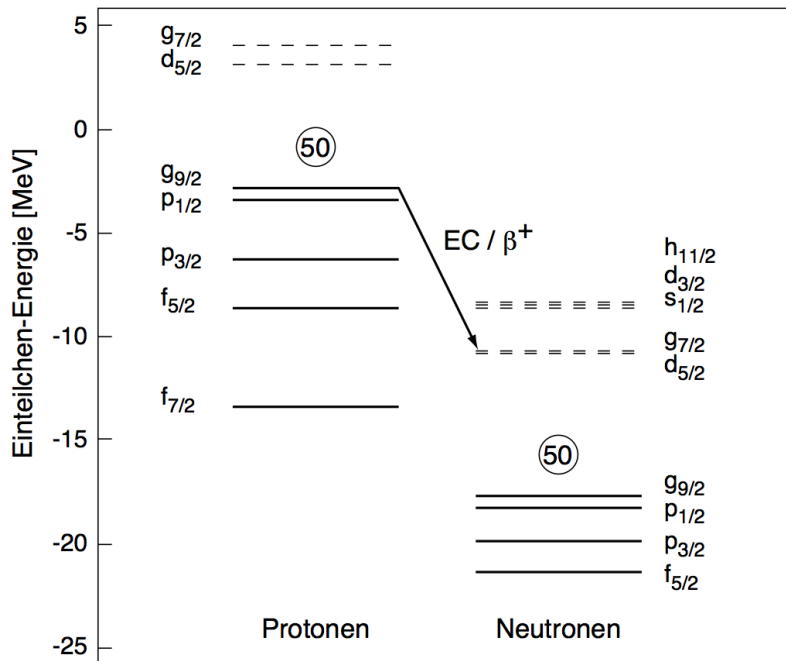 Einteilchen-Energie [MeV]
5
0
-5
-10
-15
-20
-25
g7/2
d5/2
50
g9/2
p1/2
p3/2
f5/2
f7/2
Protonen
EC / β+
h11/2
d3/2
s1/2
g7/2
d5/2
50
g9/2
p1/2
p3/2
f5/2
Neutronen